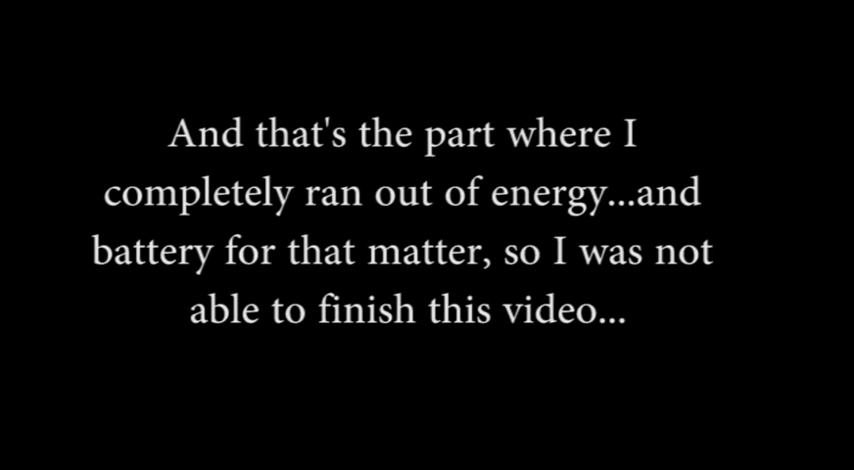 And that's the part where I
completely ran out of energy...and
battery for that matter, so I was not
able to finish this video...